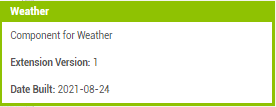 Weather
Component for Weather
Extension Version: 1
Date Built: 2021-08-24